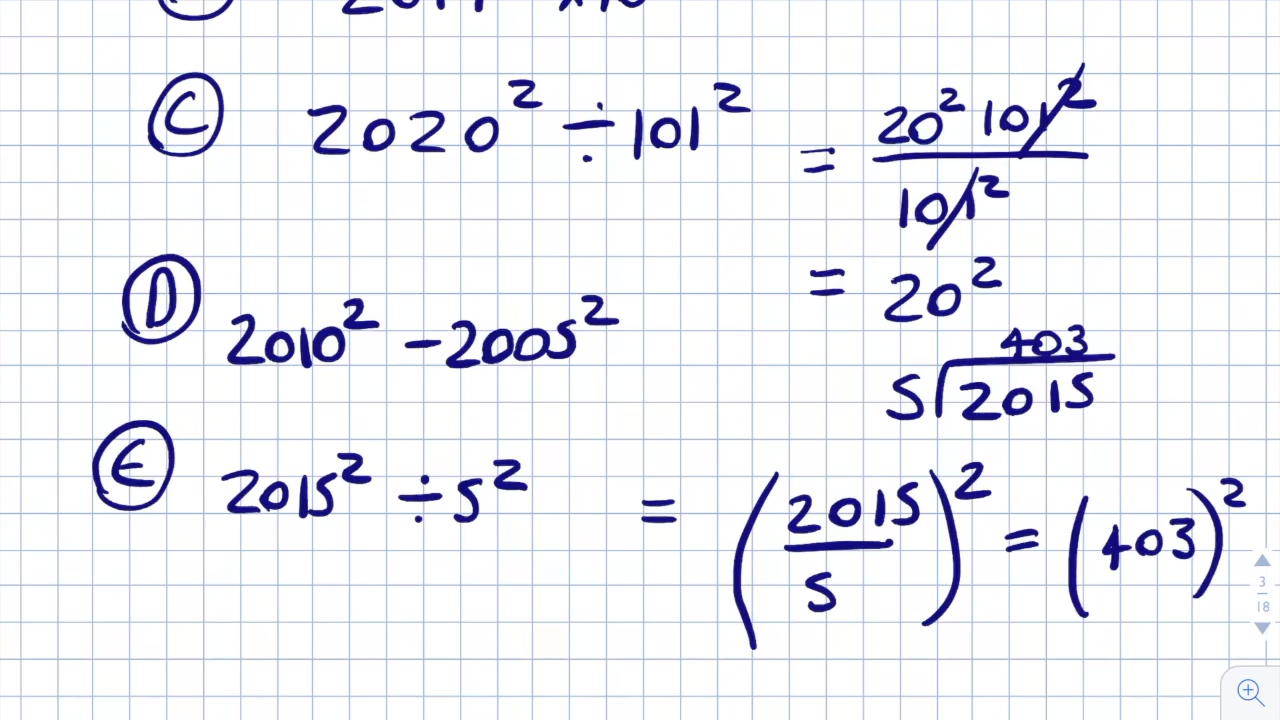 C 2020² ÷ 101² = 20² 101² / 101²
= 20²
D 2010² - 2005²
403
5 √2015
E 2015² ÷ 5² = (2015 / 5)² = (403)²
3
18